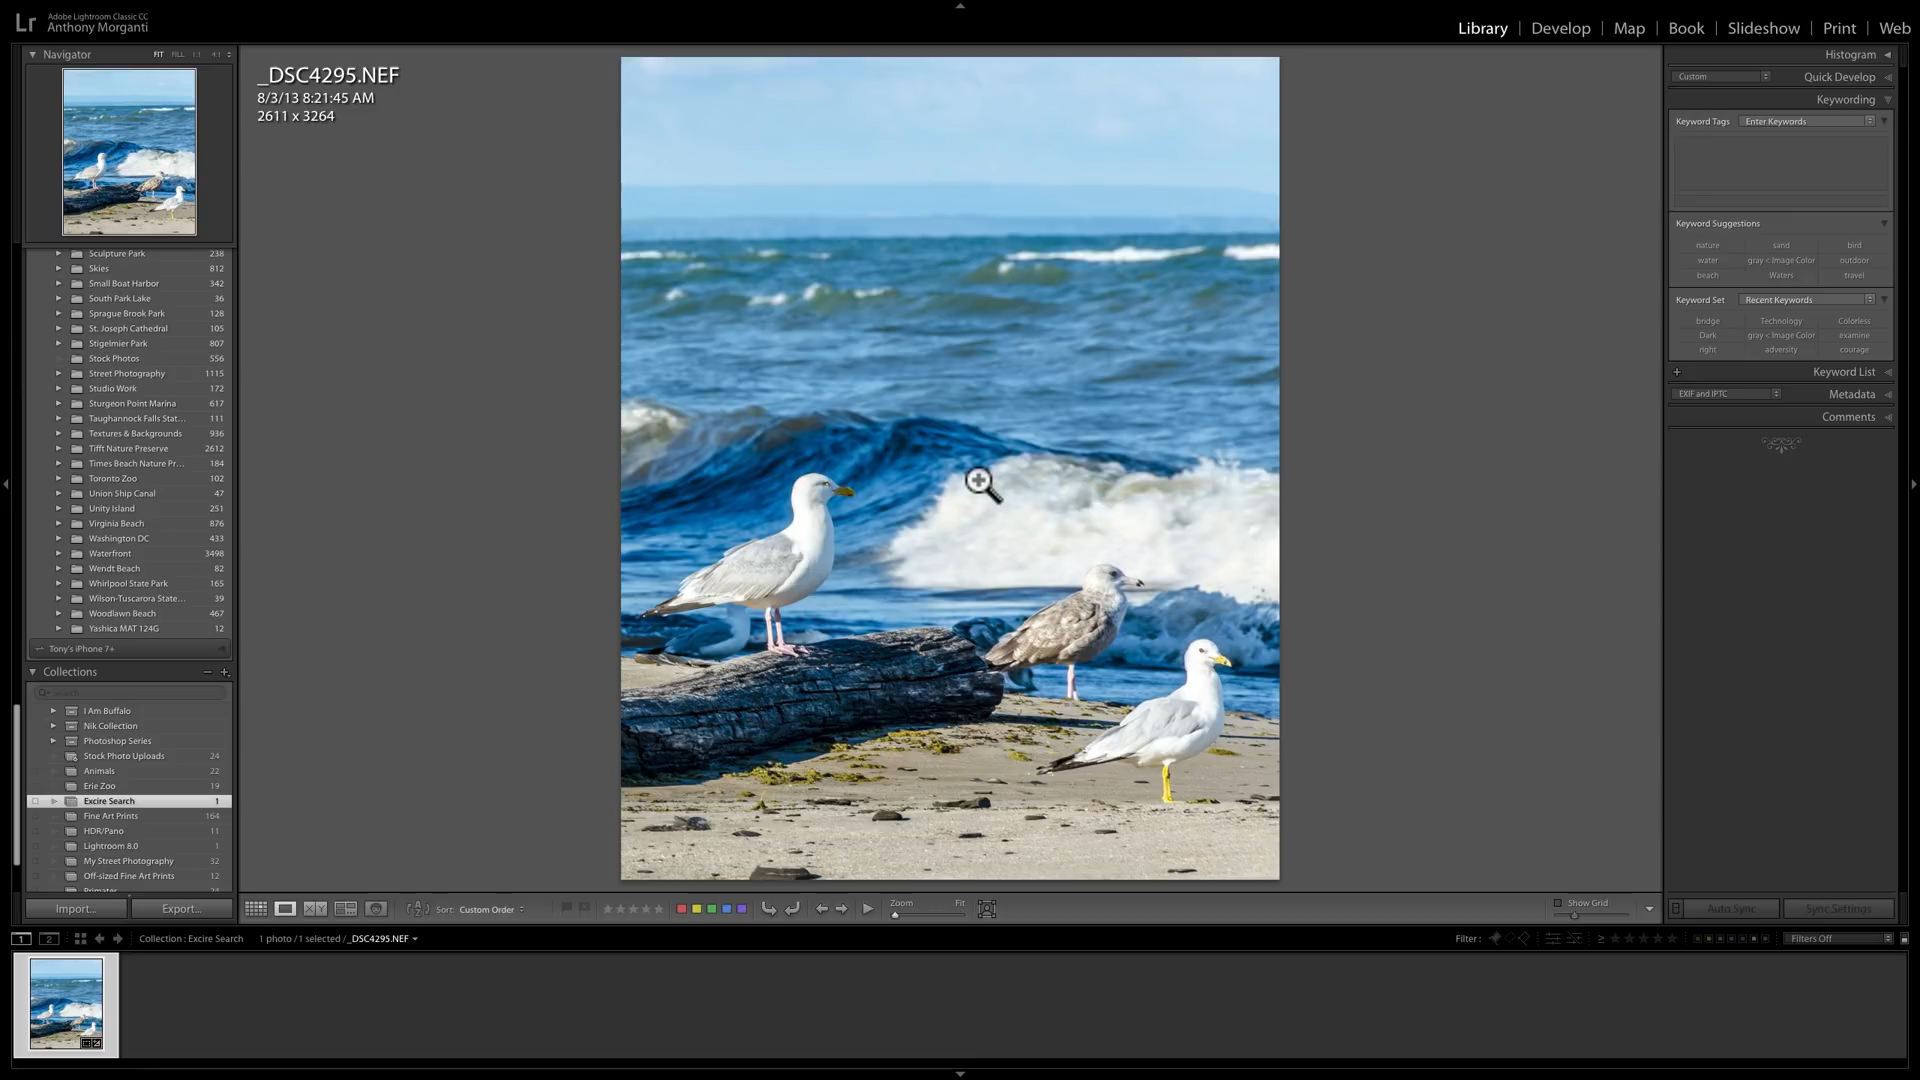 Lr
Adobe Lightroom Classic CC
Anthony Morganti
Library
Develop
Map
Book
Slideshow
Print
Web
Navigator
FIT
FILL
1:1
4:1
_DSC4295.NEF
8/3/13 8:21:45 AM
2611 x 3264
Sculpture Park 238
Skies 812
Small Boat Harbor 342
South Park Lake 36
Sprague Brook Park 128
St. Joseph Cathedral 105
Stigelmier Park 807
Stock Photos 556
Street Photography 1115
Studio Work 172
Sturgeon Point Marina 617
Taughannock Falls Stat... 111
Textures & Backgrounds 936
Tifft Nature Preserve 2612
Times Beach Nature Pr... 184
Toronto Zoo 102
Union Ship Canal 47
Unity Island 251
Virginia Beach 876
Washington DC 433
Waterfront 3498
Wendt Beach 82
Whirlpool State Park 165
Wilson-Tuscarora State... 39
Woodlawn Beach 467
Yashica MAT 124G 12
Tony's iPhone 7+
Collections
search
I Am Buffalo
Nik Collection
Photoshop Series
Stock Photo Uploads 24
Animals 22
Erie Zoo 19
Excire Search 1
Fine Art Prints 164
HDR/Pano 11
Lightroom 8.0 1
My Street Photography 32
Off-sized Fine Art Prints 12
Primates 24
Import...
Export...
Histogram
Custom
Quick Develop
Keywording
Keyword Tags
Enter Keywords
Keyword Suggestions
nature sand bird
water gray < Image Color outdoor
beach Waters travel
Keyword Set
Recent Keywords
bridge Technology Colorless
Dark gray < Image Color examine
right adversity courage
Keyword List
EXIF and IPTC
Metadata
Comments
XY
Sort: Custom Order
Zoom
Fit
Show Grid
Auto Sync
Sync Settings
1
2
Collection : Excire Search
1 photo / 1 selected / _DSC4295.NEF
Filter :
Filters Off